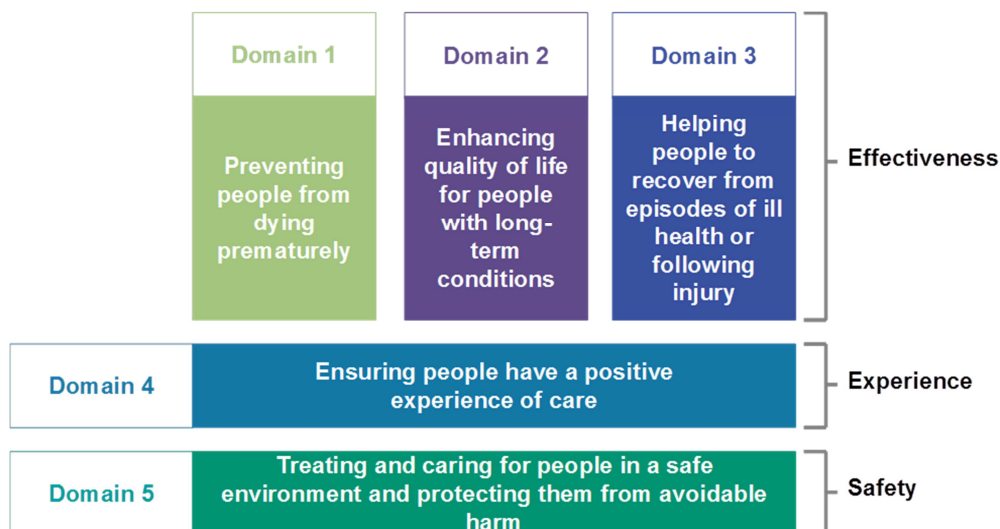 Domain 1
Preventing
people from
dying
prematurely
Domain 2
Enhancing
quality of life
for people
with long-
term
conditions
Domain 3
Helping
people to
recover from
episodes of ill
health or
following
injury
Effectiveness
Domain 4
Ensuring people have a positive
experience of care
Experience
Domain 5
Treating and caring for people in a safe
environment and protecting them from avoidable
harm
Safety